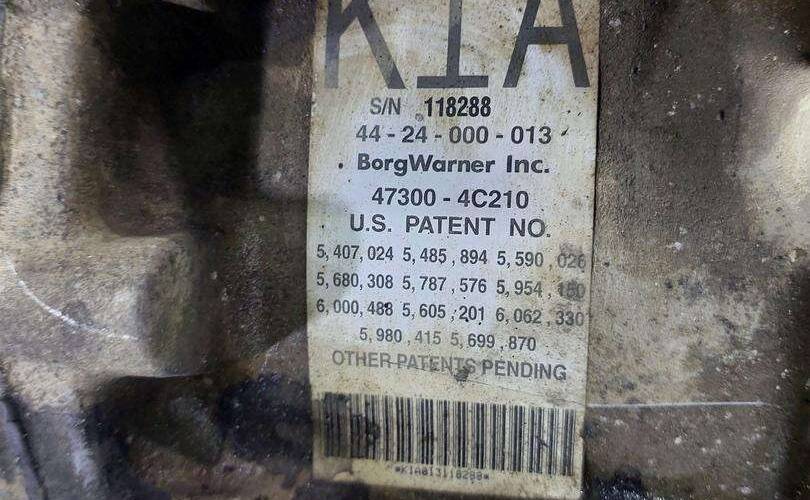 KIA
S/N 118288
44-24-000-013
BorgWarner Inc.
47300-4C210
U.S. PATENT NO.
5,407,024 5,485,894 5,590,026
5,680,308 5,787,576 5,954,180
6,000,488 5,605,201 6,062,330
5,980,415 5,699,870
OTHER PATENTS PENDING
*KIA013118288*